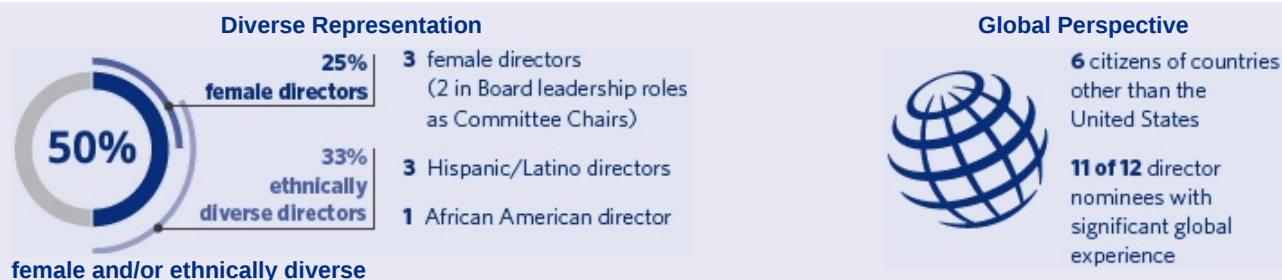 Diverse Representation
50%
25%
female directors
33%
ethnically
diverse directors
3 female directors
(2 in Board leadership roles
as Committee Chairs)
3 Hispanic/Latino directors
1 African American director
female and/or ethnically diverse
Global Perspective
6 citizens of countries
other than the
United States
11 of 12 director
nominees with
significant global
experience